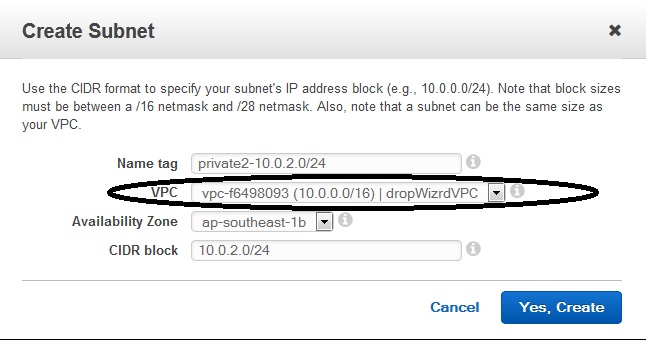 Create Subnet
Use the CIDR format to specify your subnet's IP address block (e.g., 10.0.0.0/24). Note that block sizes
must be between a /16 netmask and /28 netmask. Also, note that a subnet can be the same size as
your VPC.
Name tag private2-10.0.2.0/24
VPC vpc-f6498093 (10.0.0.0/16) | dropWizrdVPC
Availability Zone ap-southeast-1b
CIDR block 10.0.2.0/24
Cancel Yes, Create